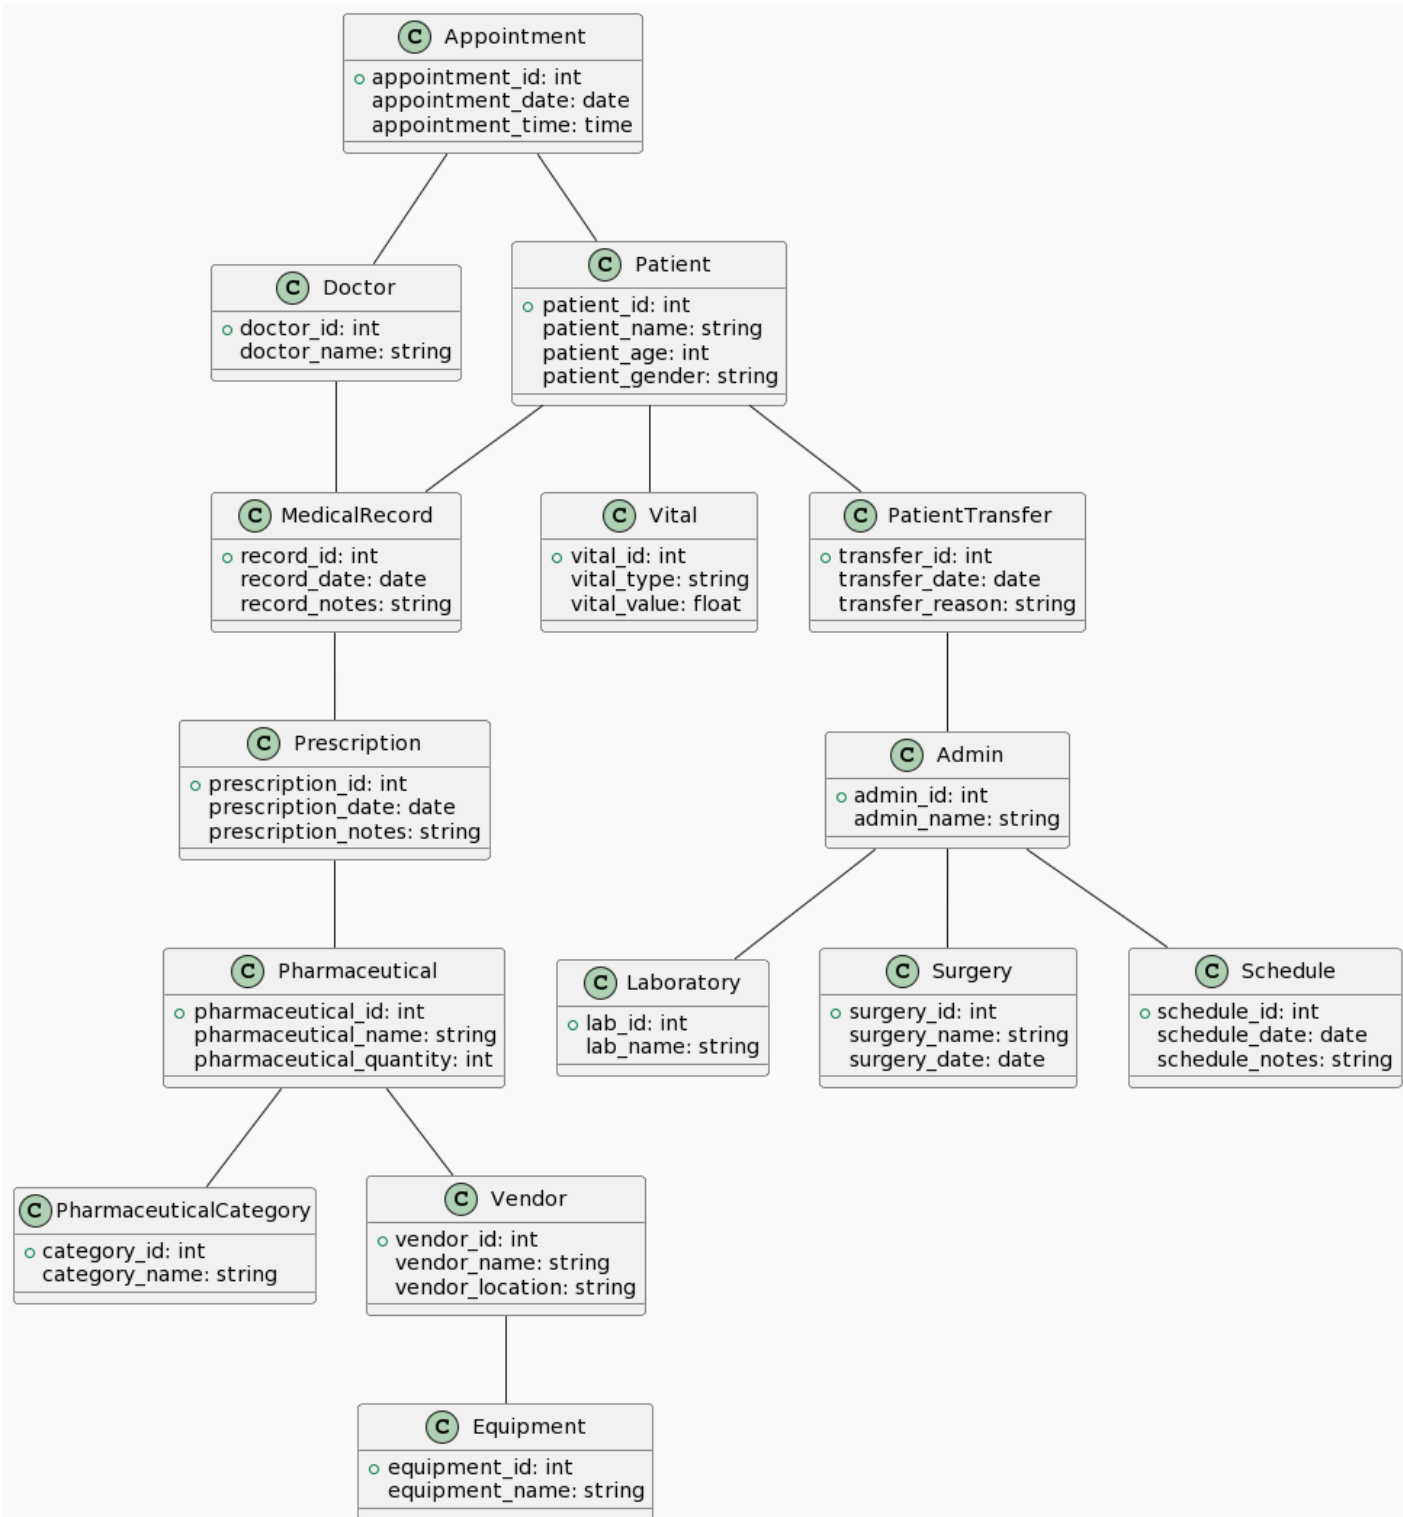 C Appointment
appointment_id: int
appointment_date: date
appointment_time: time
C Doctor
doctor_id: int
doctor_name: string
C Patient
patient_id: int
patient_name: string
patient_age: int
patient_gender: string
C MedicalRecord
record_id: int
record_date: date
record_notes: string
C Vital
vital_id: int
vital_type: string
vital_value: float
C PatientTransfer
transfer_id: int
transfer_date: date
transfer_reason: string
C Prescription
prescription_id: int
prescription_date: date
prescription_notes: string
C Admin
admin_id: int
admin_name: string
C Pharmaceutical
pharmaceutical_id: int
pharmaceutical_name: string
pharmaceutical_quantity: int
C Laboratory
lab_id: int
lab_name: string
C Surgery
surgery_id: int
surgery_name: string
surgery_date: date
C Schedule
schedule_id: int
schedule_date: date
schedule_notes: string
C PharmaceuticalCategory
category_id: int
category_name: string
C Vendor
vendor_id: int
vendor_name: string
vendor_location: string
C Equipment
equipment_id: int
equipment_name: string